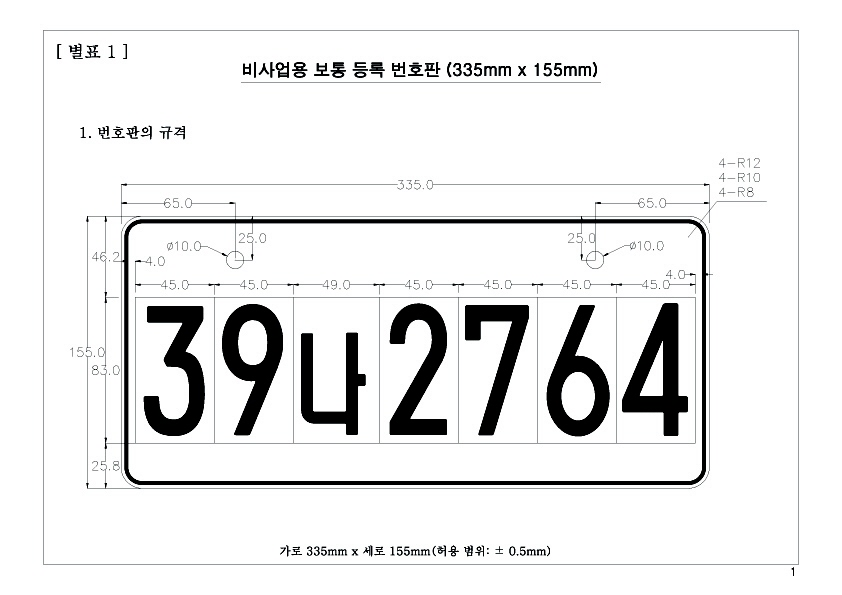 [ 별표 1 ]
비사업용 보통 등록 번호판 (335mm x 155mm)
1. 번호판의 규격
4-R12
4-R10
4-R8
335.0
65.0
65.0
25.0
25.0
ø10.0
ø10.0
46.2
4.0
4.0
45.0 45.0 49.0 45.0 45.0 45.0 45.0
39나2764
155.0
83.0
25.8
가로 335mm x 세로 155mm(허용 범위: ± 0.5mm)
1